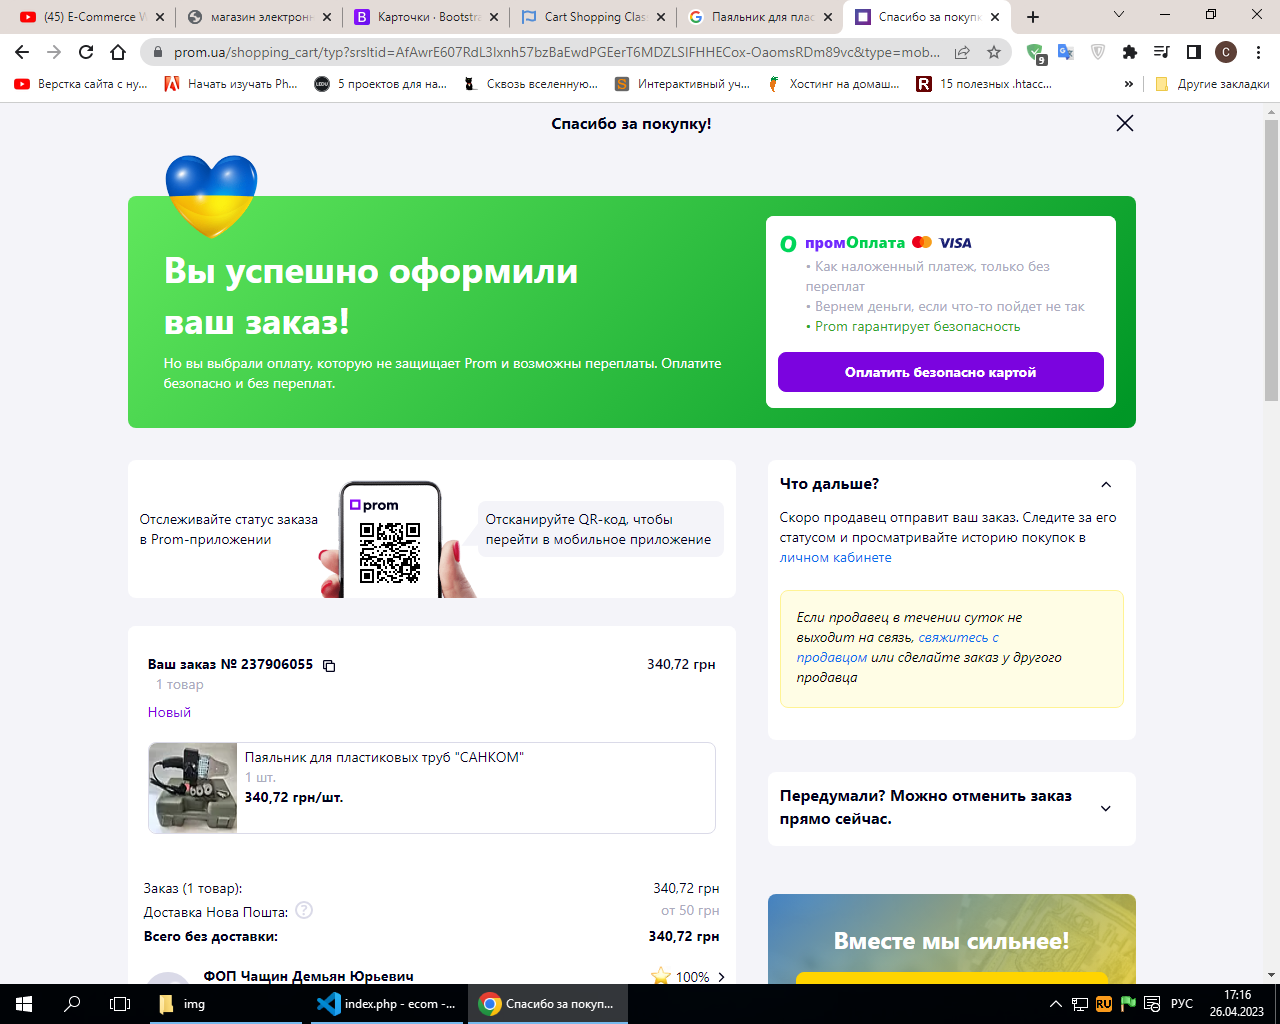 (45) E-Commerce W
магазин электронн
Карточки · Bootstra
Cart Shopping Class
Паяльник для плас
Спасибо за покупк
prom.ua/shopping_cart/typ?srsltid=AfAwrE607RdL3lxnh57bzBaEwdPGEerT6MDZLSIFHHECox-OaomsRDm89vc&type=mob...
9
C
Верстка сайта с ну...
Начать изучать Ph...
5 проектов для на...
Сквозь вселенную...
Интерактивный уч...
Хостинг на домаш...
15 полезных .htacc...
»
Другие закладки
Спасибо за покупку!
Вы успешно оформили
ваш заказ!
Но вы выбрали оплату, которую не защищает Prom и возможны переплаты. Оплатите
безопасно и без переплат.
промОплата VISA
• Как наложенный платеж, только без
переплат
• Вернем деньги, если что-то пойдет не так
• Prom гарантирует безопасность
Оплатить безопасно картой
Отслеживайте статус заказа
в Prom-приложении
prom
Отсканируйте QR-код, чтобы
перейти в мобильное приложение
Что дальше?
Скоро продавец отправит ваш заказ. Следите за его
статусом и просматривайте историю покупок в
личном кабинете
Если продавец в течении суток не
выходит на связь, свяжитесь с
продавцом или сделайте заказ у другого
продавца
Ваш заказ № 237906055
340,72 грн
1 товар
Новый
Паяльник для пластиковых труб "САНКОМ"
1 шт.
340,72 грн/шт.
Передумали? Можно отменить заказ
прямо сейчас.
Заказ (1 товар):
340,72 грн
Доставка Нова Пошта: ?
от 50 грн
Всего без доставки:
340,72 грн
ФОП Чащин Демьян Юрьевич
100%
Вместе мы сильнее!
img
index.php - ecom -...
Спасибо за покуп...
RU
РУС
17:16
26.04.2023